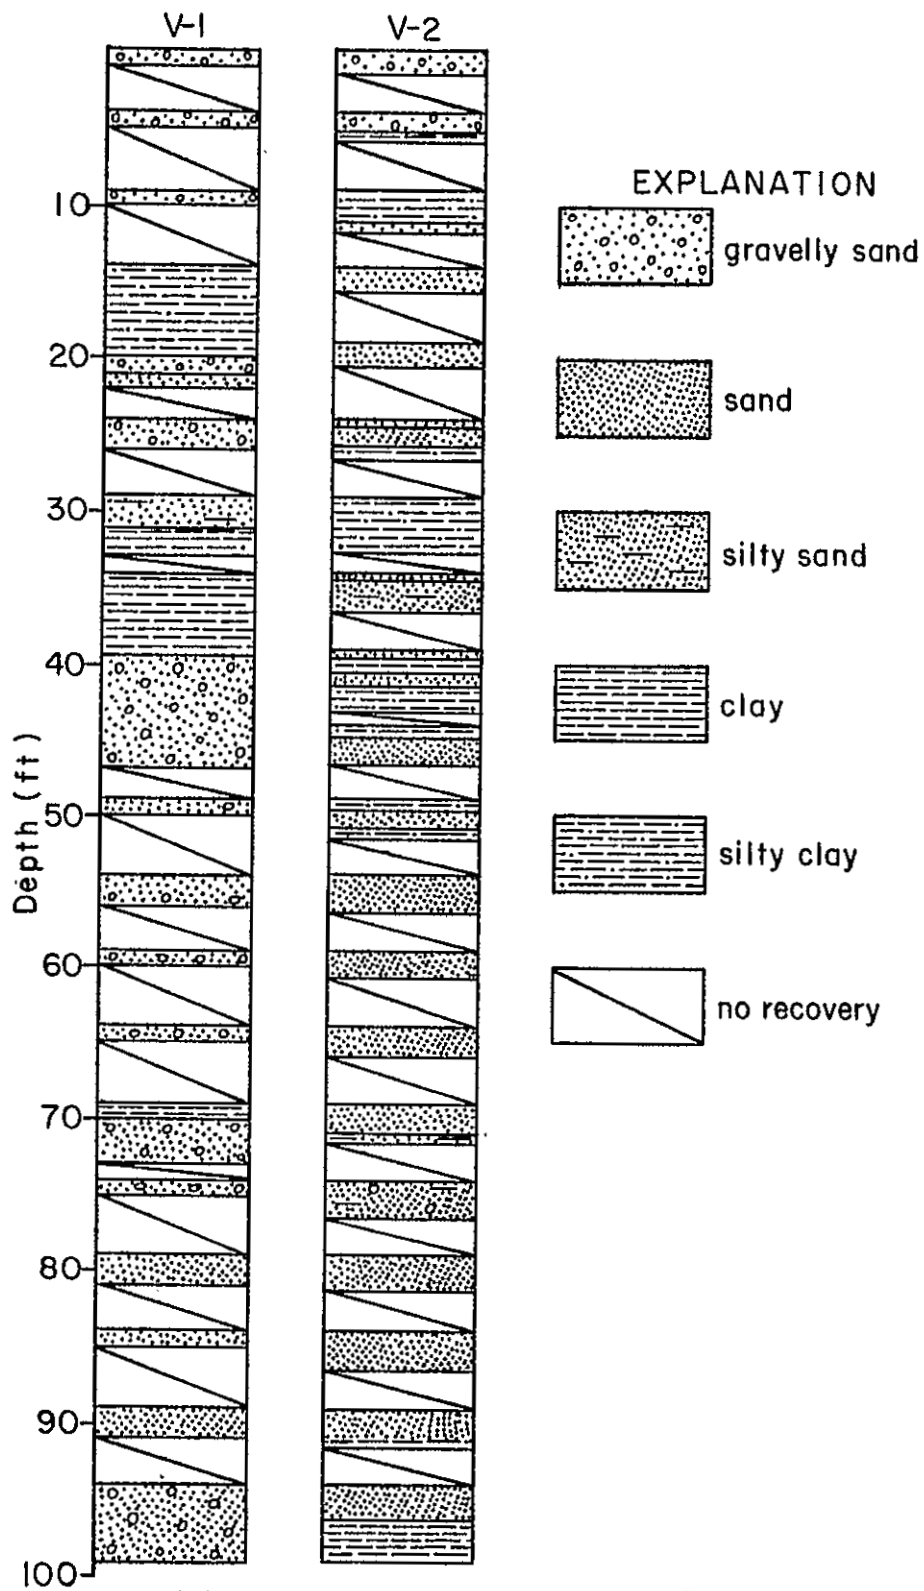 V-1
V-2
EXPLANATION
gravelly sand
sand
silty sand
clay
silty clay
no recovery
Depth (ft)
10
20
30
40
50
60
70
80
90
100